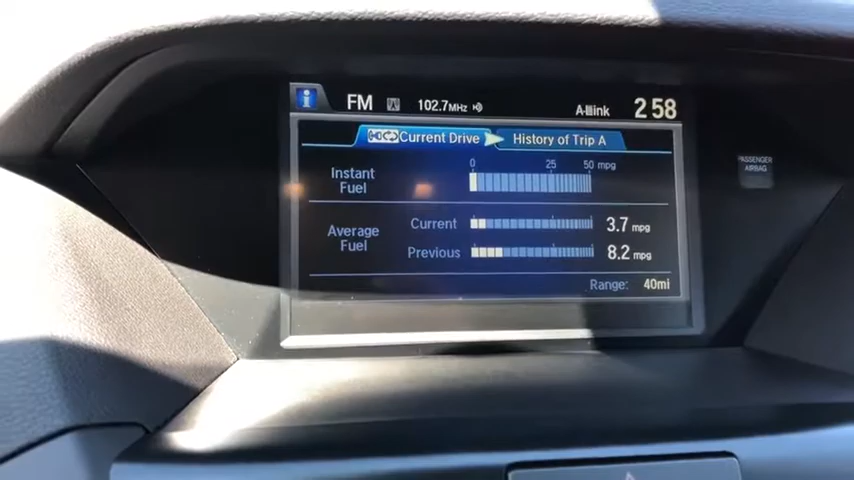 i FM 102.7MHz A-Link 2:58
Current Drive History of Trip A
0 25 50 mpg
Instant
Fuel
Average
Fuel
Current 3.7 mpg
Previous 8.2 mpg
Range: 40mi
PASSENGER
AIRBAG